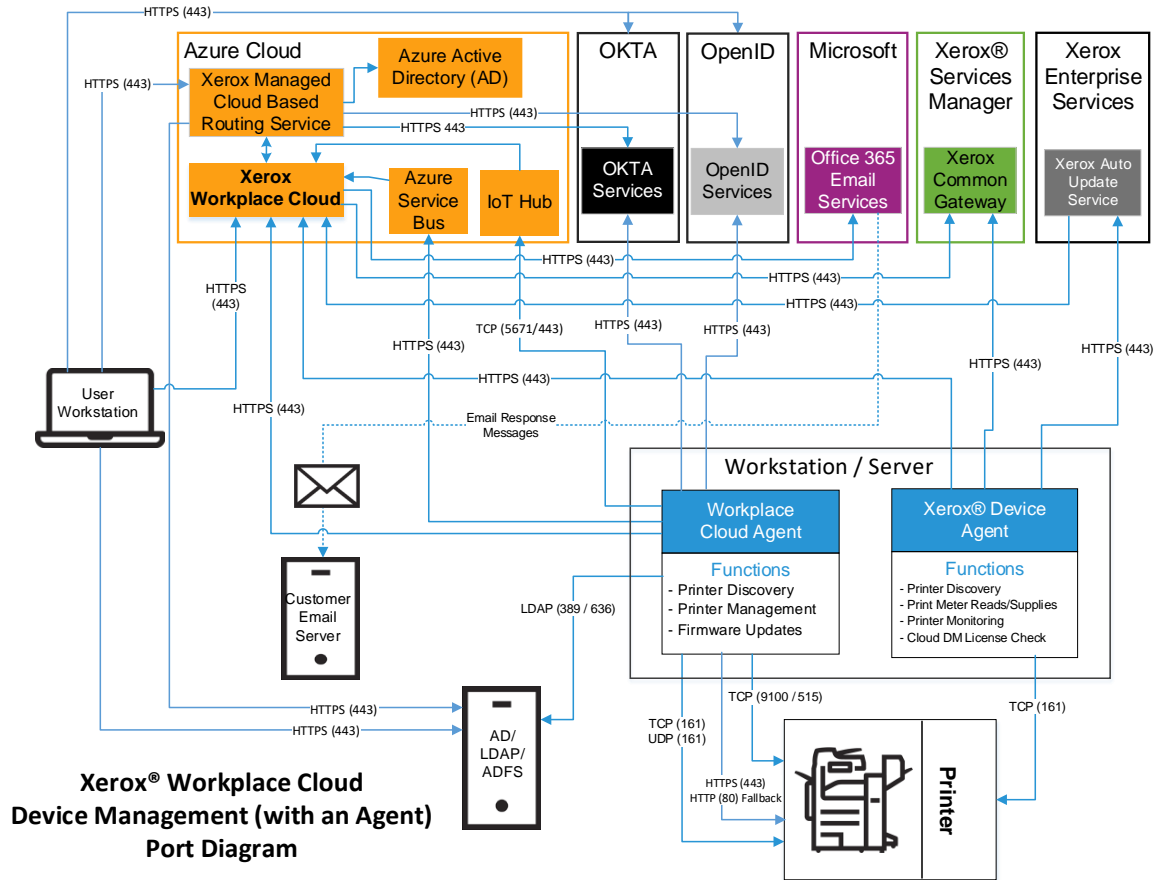 HTTPS (443)
Azure Cloud
OKTA
OpenID
Microsoft
Xerox®
Services
Manager
Xerox
Enterprise
Services
Azure Active
Directory (AD)
Xerox Managed
Cloud Based
Routing Service
HTTPS (443)
HTTPS (443)
HTTPS 443
OKTA
Services
OpenID
Services
Office 365
Email
Services
Xerox
Common
Gateway
Xerox Auto
Update
Service
Xerox
Workplace Cloud
Azure
Service
Bus
IoT Hub
HTTPS (443)
HTTPS (443)
HTTPS
(443)
HTTPS (443)
TCP (5671/443)
HTTPS (443)
HTTPS (443)
HTTPS (443)
HTTPS (443)
HTTPS (443)
HTTPS (443)
HTTPS (443)
User
Workstation
HTTPS (443)
Email Response
Messages
Workstation / Server
Workplace
Cloud Agent
Xerox® Device
Agent
Functions
- Printer Discovery
- Printer Management
- Firmware Updates
Functions
- Printer Discovery
- Print Meter Reads/Supplies
- Printer Monitoring
- Cloud DM License Check
Customer
Email
Server
LDAP (389 / 636)
HTTPS (443)
HTTPS (443)
AD/
LDAP/
ADFS
TCP (9100 / 515)
TCP (161)
UDP (161)
TCP (161)
HTTPS (443)
HTTP (80) Fallback
Printer
Xerox® Workplace Cloud
Device Management (with an Agent)
Port Diagram